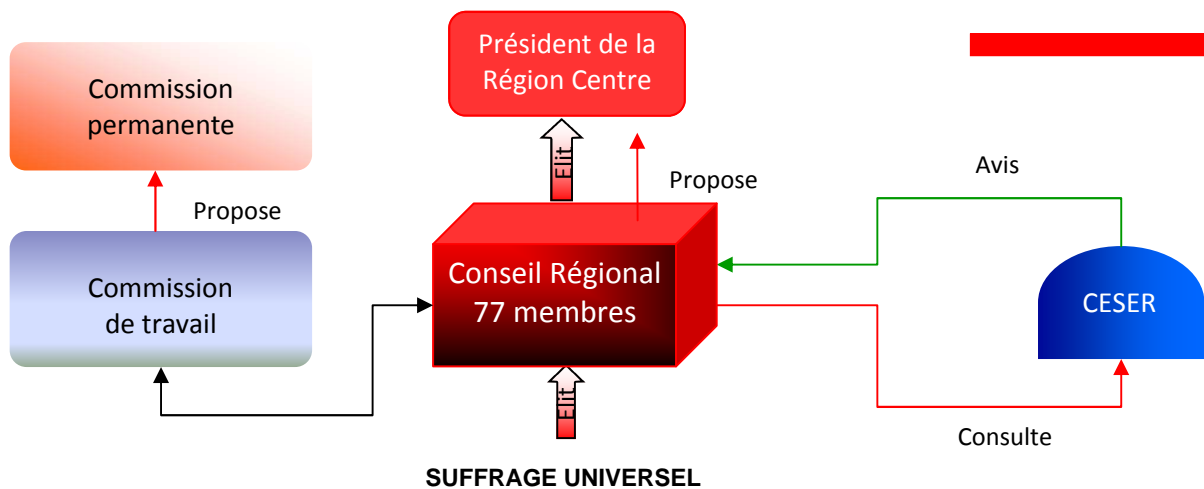 Président de la
Région Centre
Commission
permanente
Elit
Propose
Avis
Propose
Conseil Régional
77 membres
Commission
de travail
CESER
Elit
Consulte
SUFFRAGE UNIVERSEL